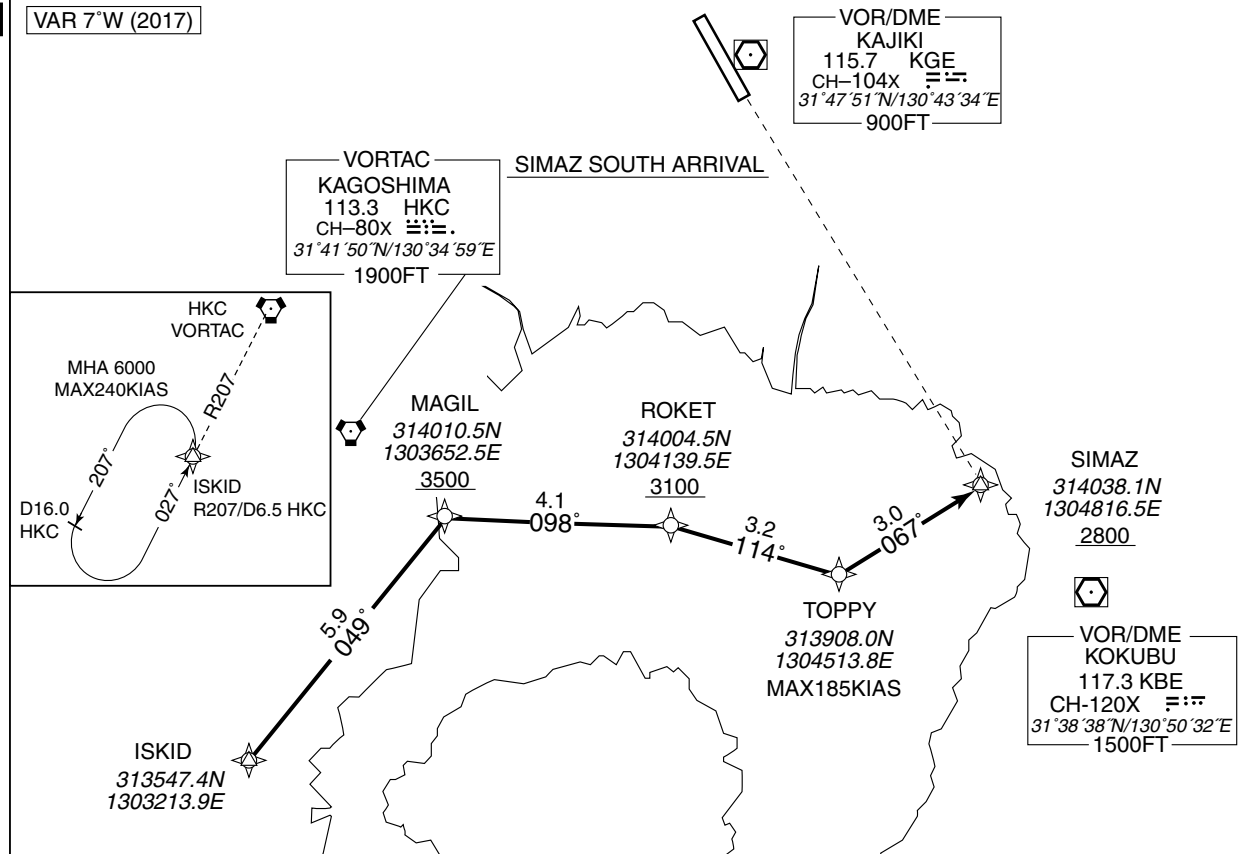 VAR 7°W (2017)
VOR/DME
KAJIKI
115.7 KGE
CH–104X
31°47´51˝N/130°43´34˝E
900FT
SIMAZ SOUTH ARRIVAL
VORTAC
KAGOSHIMA
113.3 HKC
CH–80X
31°41´50˝N/130°34´59˝E
1900FT
HKC
VORTAC
MHA 6000
MAX240KIAS
R207
207°
027°
ISKID
R207/D6.5 HKC
D16.0
HKC
MAGIL
314010.5N
1303652.5E
3500
ROKET
314004.5N
1304139.5E
3100
SIMAZ
314038.1N
1304816.5E
2800
4.1
098°
3.2
114°
3.0
067°
TOPPY
313908.0N
1304513.8E
MAX185KIAS
5.9
049°
ISKID
313547.4N
1303213.9E
VOR/DME
KOKUBU
117.3 KBE
CH-120X
31°38´38˝N/130°50´32˝E
1500FT